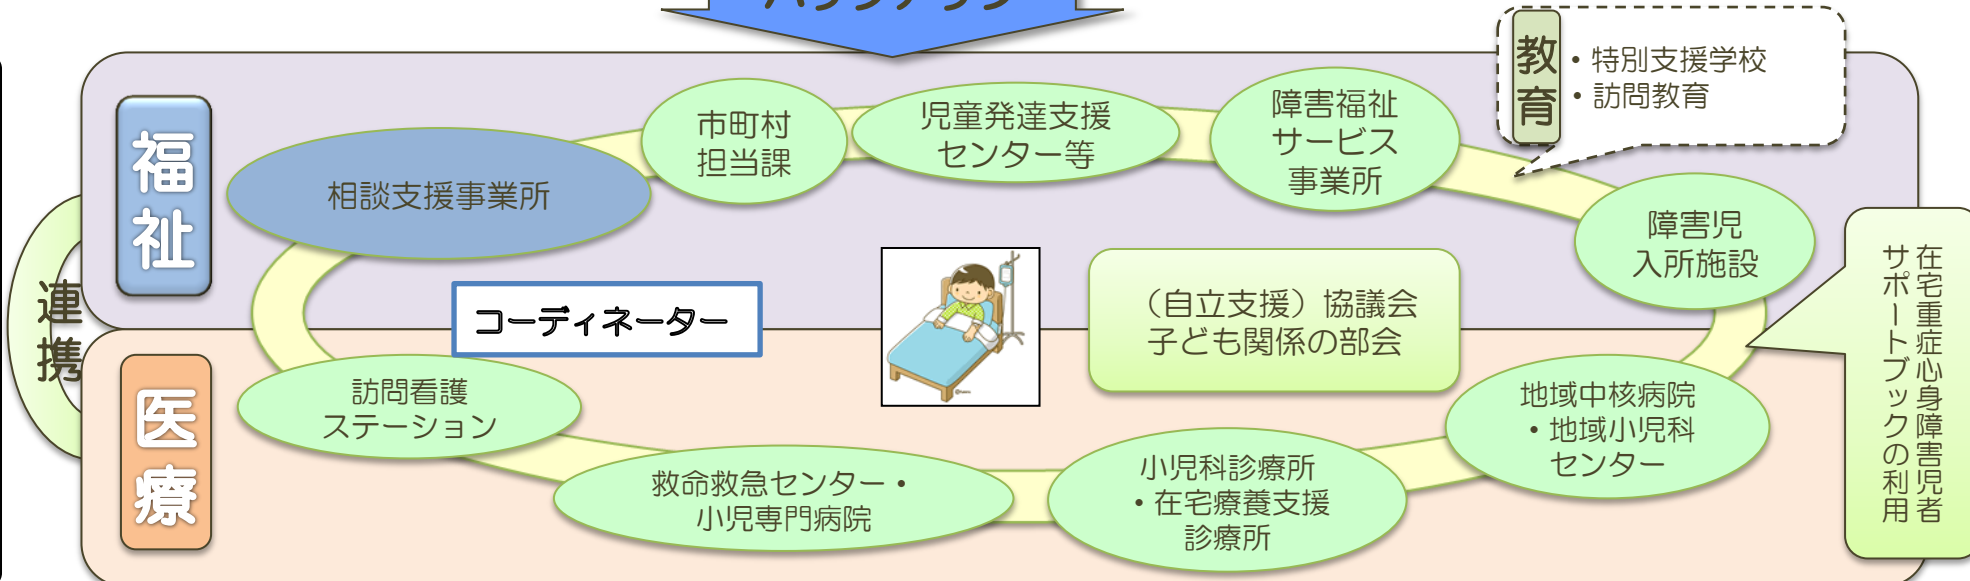 バックアップ
教育
・特別支援学校
・訪問教育
福祉
相談支援事業所
市町村
担当課
児童発達支援
センター等
障害福祉
サービス
事業所
障害児
入所施設
連携
コーディネーター
（自立支援）協議会
子ども関係の部会
在宅重症心身障害児者
サポートブックの利用
医療
訪問看護
ステーション
救命救急センター・
小児専門病院
小児科診療所
・在宅療養支援
診療所
地域中核病院
・地域小児科
センター